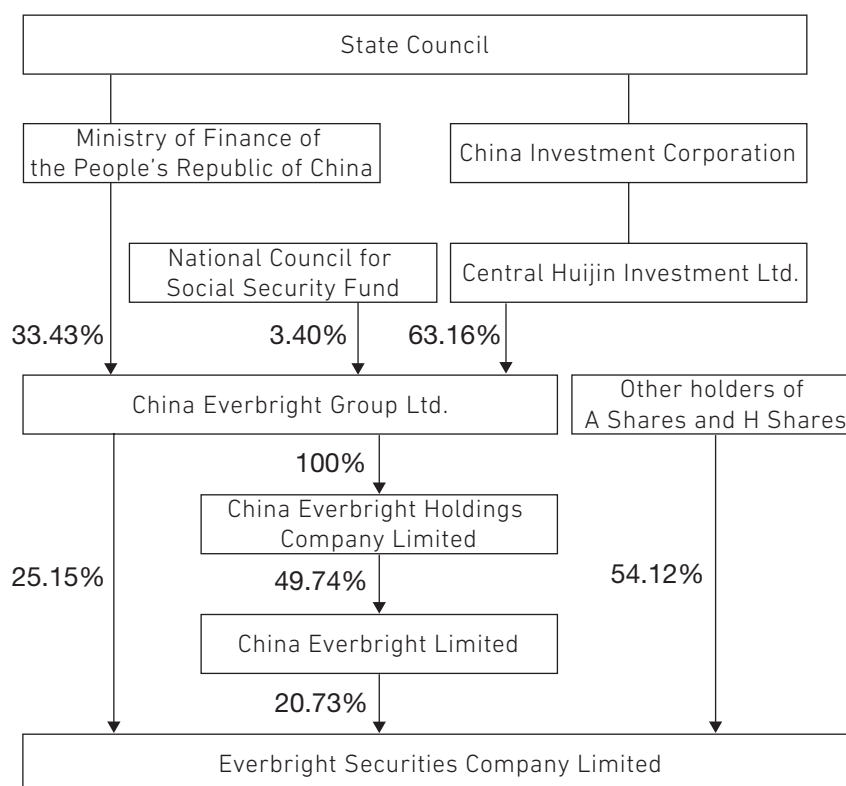 State Council
Ministry of Finance of
the People’s Republic of China
China Investment Corporation
National Council for
Social Security Fund
Central Huijin Investment Ltd.
33.43%
3.40%
63.16%
China Everbright Group Ltd.
Other holders of
A Shares and H Shares
100%
China Everbright Holdings
Company Limited
25.15%
49.74%
54.12%
China Everbright Limited
20.73%
Everbright Securities Company Limited